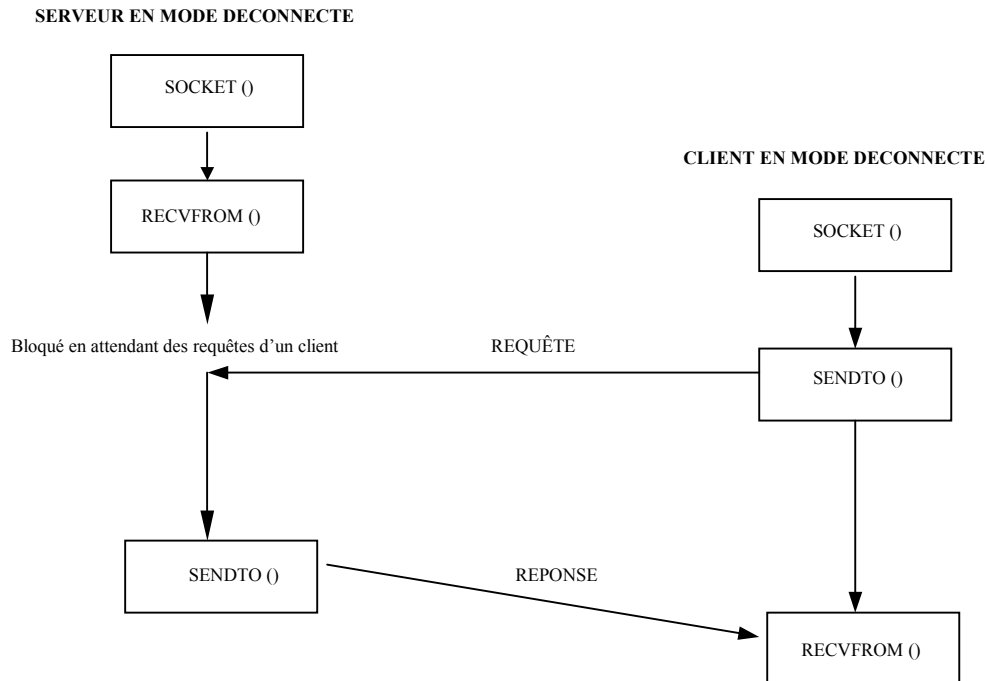 SERVEUR EN MODE DECONNECTE
SOCKET ()
RECVFROM ()
Bloqué en attendant des requêtes d’un client
SENDTO ()
CLIENT EN MODE DECONNECTE
SOCKET ()
REQUÊTE
SENDTO ()
REPONSE
RECVFROM ()